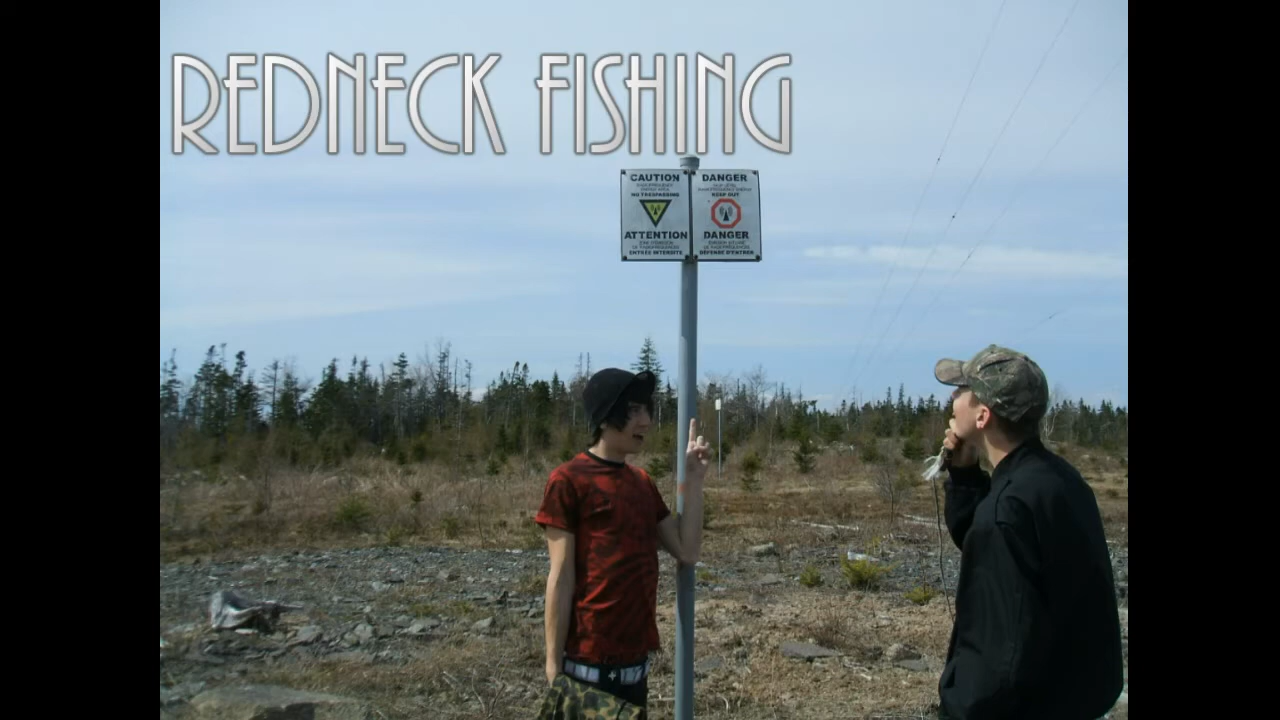 REDNECK FISHING
CAUTION
NO TRESPASSING
ATTENTION
ENTRÉE INTERDITE
DANGER
KEEP OUT
DANGER
DÉFENSE D'ENTRER